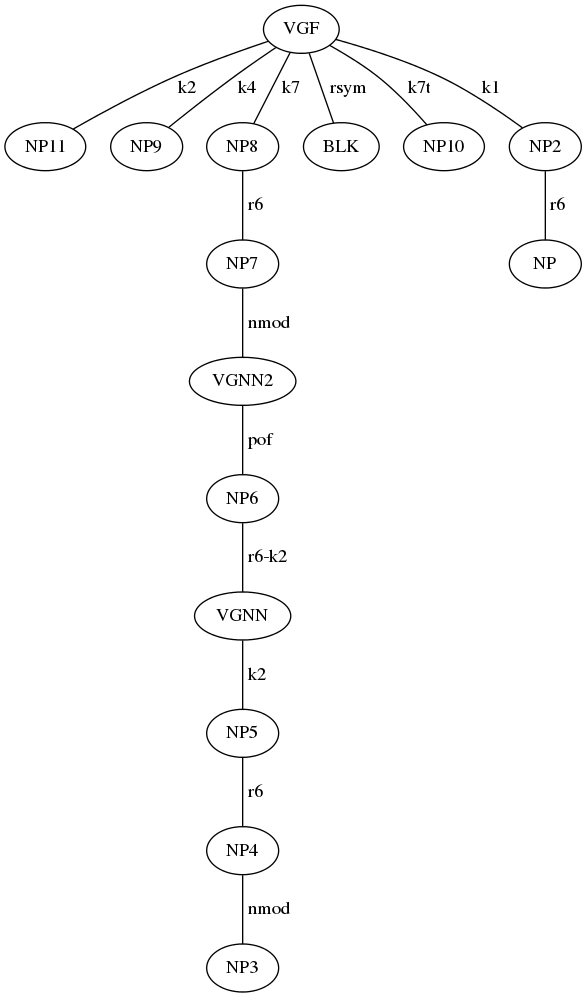 VGF
k2 k4 k7 rsym k7t k1
NP11 NP9 NP8 BLK NP10 NP2
r6 r6
NP7 NP
nmod
VGNN2
pof
NP6
r6-k2
VGNN
k2
NP5
r6
NP4
nmod
NP3